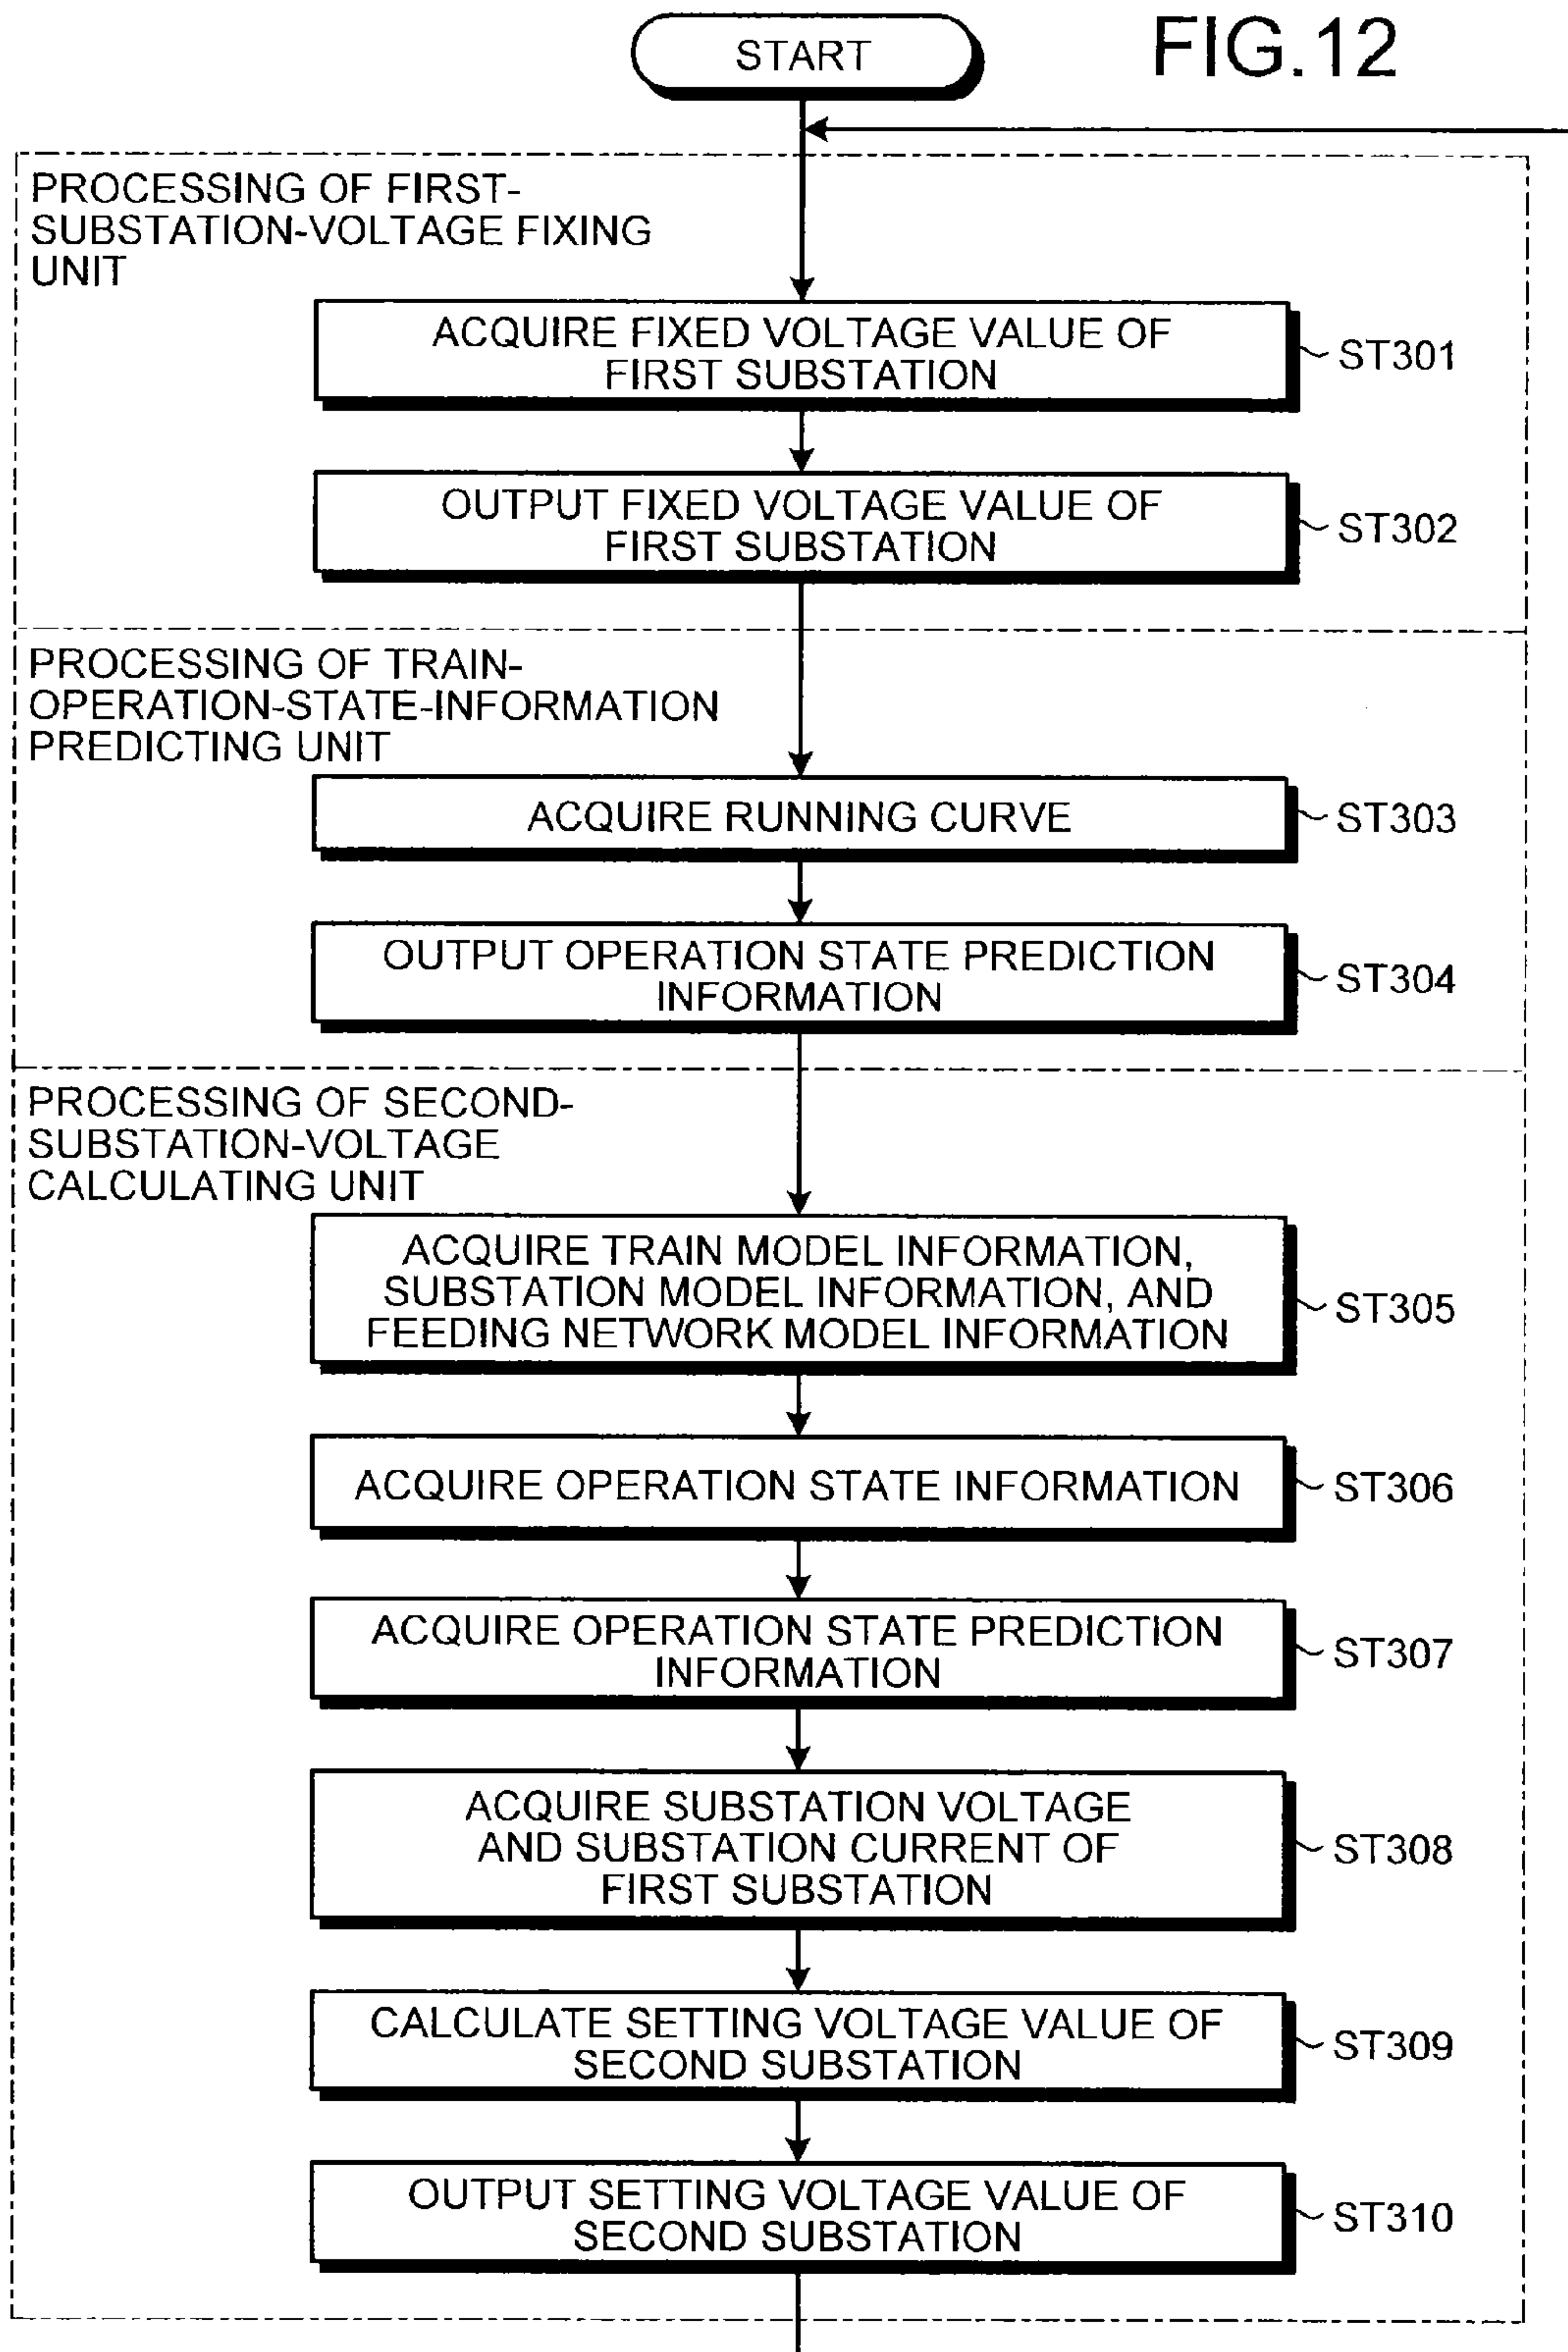 START
FIG.12
PROCESSING OF FIRST-
SUBSTATION-VOLTAGE FIXING
UNIT
ACQUIRE FIXED VOLTAGE VALUE OF
FIRST SUBSTATION
ST301
OUTPUT FIXED VOLTAGE VALUE OF
FIRST SUBSTATION
ST302
PROCESSING OF TRAIN-
OPERATION-STATE-INFORMATION
PREDICTING UNIT
ACQUIRE RUNNING CURVE
ST303
OUTPUT OPERATION STATE PREDICTION
INFORMATION
ST304
PROCESSING OF SECOND-
SUBSTATION-VOLTAGE
CALCULATING UNIT
ACQUIRE TRAIN MODEL INFORMATION,
SUBSTATION MODEL INFORMATION, AND
FEEDING NETWORK MODEL INFORMATION
ST305
ACQUIRE OPERATION STATE INFORMATION
ST306
ACQUIRE OPERATION STATE PREDICTION
INFORMATION
ST307
ACQUIRE SUBSTATION VOLTAGE
AND SUBSTATION CURRENT OF
FIRST SUBSTATION
ST308
CALCULATE SETTING VOLTAGE VALUE OF
SECOND SUBSTATION
ST309
OUTPUT SETTING VOLTAGE VALUE OF
SECOND SUBSTATION
ST310